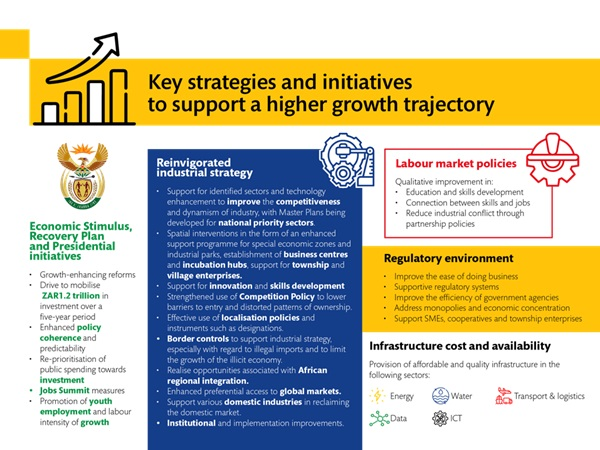 Key strategies and initiatives
to support a higher growth trajectory
Economic Stimulus,
Recovery Plan
and Presidential
initiatives
• Growth-enhancing reforms
• Drive to mobilise
ZAR1.2 trillion in
investment over a
five-year period
• Enhanced policy
coherence and
predictability
• Re-prioritisation of
public spending towards
investment
• Jobs Summit measures
• Promotion of youth
employment and labour
intensity of growth
Reinvigorated
industrial strategy
• Support for identified sectors and technology
enhancement to improve the competitiveness
and dynamism of industry, with Master Plans being
developed for national priority sectors.
• Spatial interventions in the form of an enhanced
support programme for special economic zones and
industrial parks, establishment of business centres
and incubation hubs, support for township and
village enterprises.
• Support for innovation and skills development
• Strengthened use of Competition Policy to lower
barriers to entry and distorted patterns of ownership.
• Effective use of localisation policies and
instruments such as designations.
• Border controls to support industrial strategy,
especially with regard to illegal imports and to limit
the growth of the illicit economy.
• Realise opportunities associated with African
regional integration.
• Enhanced preferential access to global markets.
• Support various domestic industries in reclaiming
the domestic market.
• Institutional and implementation improvements.
Labour market policies
Qualitative improvement in:
• Education and skills development
• Connection between skills and jobs
• Reduce industrial conflict through
partnership policies
Regulatory environment
• Improve the ease of doing business
• Supportive regulatory systems
• Improve the efficiency of government agencies
• Address monopolies and economic concentration
• Support SMEs, cooperatives and township enterprises
Infrastructure cost and availability
Provision of affordable and quality infrastructure in the
following sectors:
Energy
Water
Transport & logistics
Data
ICT